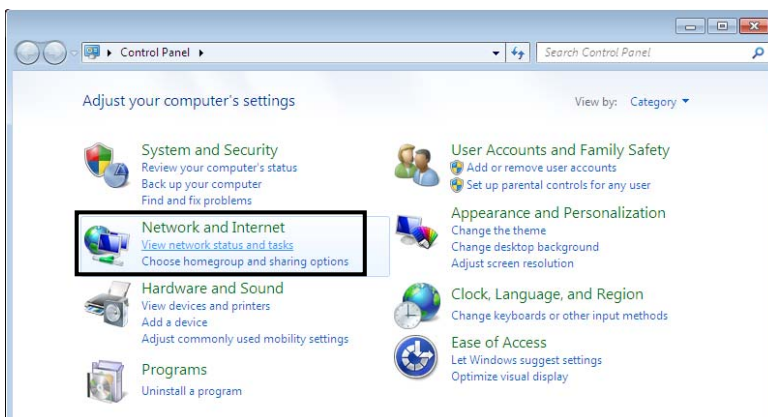 Control Panel
Search Control Panel
Adjust your computer's settings
View by: Category
System and Security
Review your computer's status
Back up your computer
Find and fix problems
Network and Internet
View network status and tasks
Choose homegroup and sharing options
Hardware and Sound
View devices and printers
Add a device
Adjust commonly used mobility settings
Programs
Uninstall a program
User Accounts and Family Safety
Add or remove user accounts
Set up parental controls for any user
Appearance and Personalization
Change the theme
Change desktop background
Adjust screen resolution
Clock, Language, and Region
Change keyboards or other input methods
Ease of Access
Let Windows suggest settings
Optimize visual display